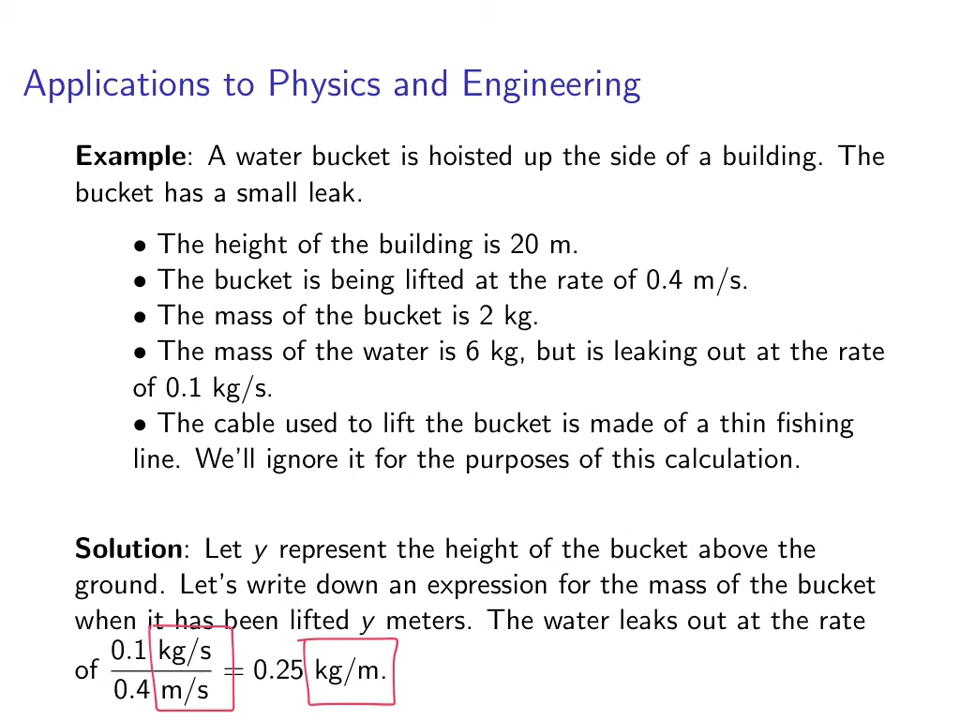 Applications to Physics and Engineering
Example: A water bucket is hoisted up the side of a building. The
bucket has a small leak.
• The height of the building is 20 m.
• The bucket is being lifted at the rate of 0.4 m/s.
• The mass of the bucket is 2 kg.
• The mass of the water is 6 kg, but is leaking out at the rate
of 0.1 kg/s.
• The cable used to lift the bucket is made of a thin fishing
line. We'll ignore it for the purposes of this calculation.
Solution: Let y represent the height of the bucket above the
ground. Let's write down an expression for the mass of the bucket
when it has been lifted y meters. The water leaks out at the rate
0.1 kg/s
of = 0.25 kg/m.
0.4 m/s